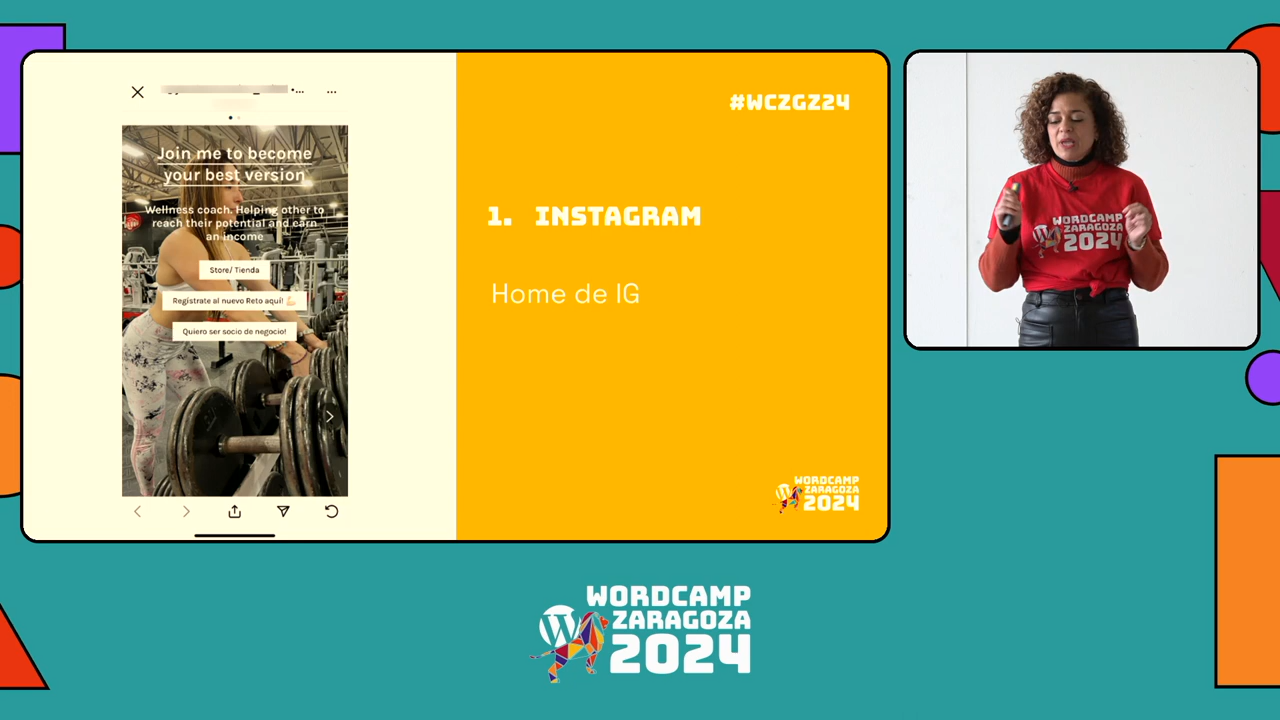 Join me to become
your best version
Wellness coach. Helping other to
reach their potential and earn
an income
Store/ Tienda
Regístrate al nuevo Reto aquí! 💪🏻
Quiero ser socio de negocio!
#WCZGZ24
1. INSTAGRAM
Home de IG
WORDCAMP
ZARAGOZA
2024
WORDCAMP
ZARAGOZA
2024
WORDCAMP
ZARAGOZA
2024